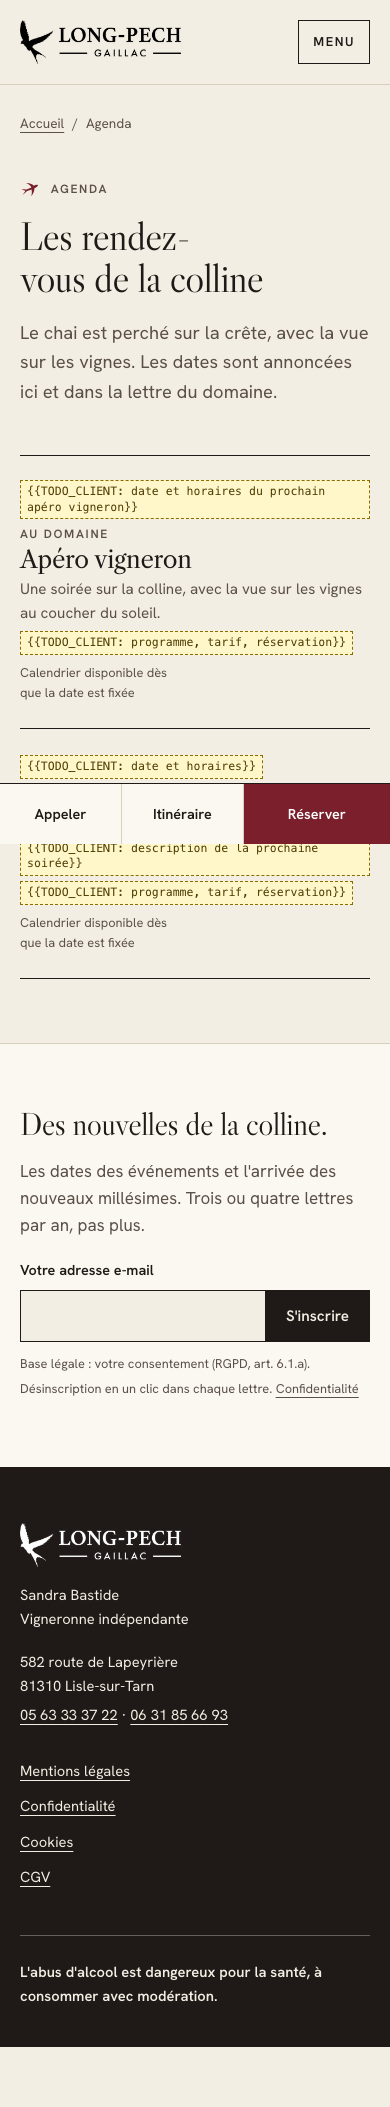 LONG-PECH
GAILLAC
MENU
Accueil / Agenda
AGENDA
Les rendez-
vous de la colline
Le chai est perché sur la crête, avec la vue
sur les vignes. Les dates sont annoncées
ici et dans la lettre du domaine.
{{TODO_CLIENT: date et horaires du prochain
apéro vigneron}}
AU DOMAINE
Apéro vigneron
Une soirée sur la colline, avec la vue sur les vignes
au coucher du soleil.
{{TODO_CLIENT: programme, tarif, réservation}}
Calendrier disponible dès
que la date est fixée
{{TODO_CLIENT: date et horaires}}
Appeler
Itinéraire
Réserver
{{TODO_CLIENT: description de la prochaine
soirée}}
{{TODO_CLIENT: programme, tarif, réservation}}
Calendrier disponible dès
que la date est fixée
Des nouvelles de la colline.
Les dates des événements et l'arrivée des
nouveaux millésimes. Trois ou quatre lettres
par an, pas plus.
Votre adresse e-mail
S'inscrire
Base légale : votre consentement (RGPD, art. 6.1.a).
Désinscription en un clic dans chaque lettre. Confidentialité
LONG-PECH
GAILLAC
Sandra Bastide
Vigneronne indépendante
582 route de Lapeyrière
81310 Lisle-sur-Tarn
05 63 33 37 22 · 06 31 85 66 93
Mentions légales
Confidentialité
Cookies
CGV
L'abus d'alcool est dangereux pour la santé, à
consommer avec modération.